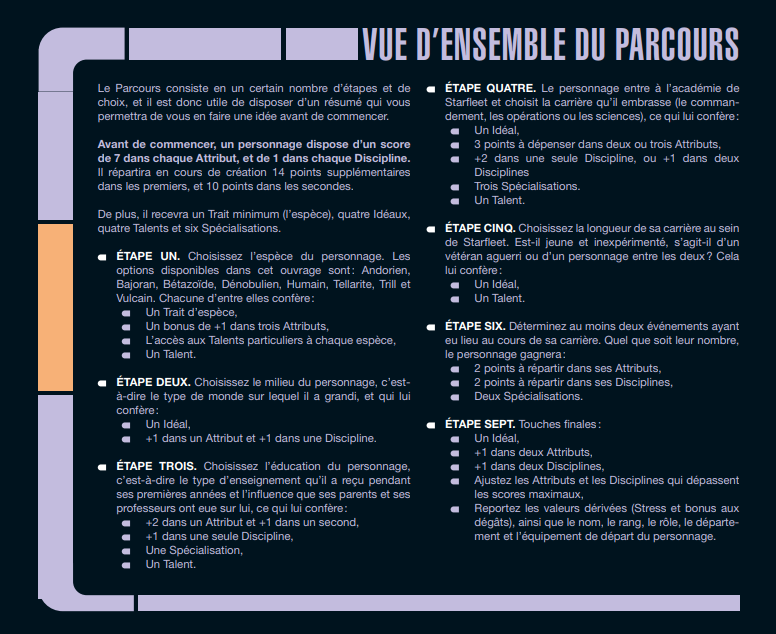 VUE D'ENSEMBLE DU PARCOURS
Le Parcours consiste en un certain nombre d'étapes et de
choix, et il est donc utile de disposer d'un résumé qui vous
permettra de vous en faire une idée avant de commencer.
Avant de commencer, un personnage dispose d'un score
de 7 dans chaque Attribut, et de 1 dans chaque Discipline.
Il répartira en cours de création 14 points supplémentaires
dans les premiers, et 10 points dans les secondes.
De plus, il recevra un Trait minimum (l'espèce), quatre Idéaux,
quatre Talents et six Spécialisations.
ÉTAPE UN. Choisissez l'espèce du personnage. Les
options disponibles dans cet ouvrage sont : Andorien,
Bajoran, Bétazoïde, Dénobulien, Humain, Tellarite, Trill et
Vulcain. Chacune d'entre elles confère :
Un Trait d'espèce,
Un bonus de +1 dans trois Attributs,
L'accès aux Talents particuliers à chaque espèce,
Un Talent.
ÉTAPE DEUX. Choisissez le milieu du personnage, c'est-
à-dire le type de monde sur lequel il a grandi, et qui lui
confère :
Un Idéal,
+1 dans un Attribut et +1 dans une Discipline.
ÉTAPE TROIS. Choisissez l'éducation du personnage,
c'est-à-dire le type d'enseignement qu'il a reçu pendant
ses premières années et l'influence que ses parents et ses
professeurs ont eue sur lui, ce qui lui confère :
+2 dans un Attribut et +1 dans un second,
+1 dans une seule Discipline,
Une Spécialisation,
Un Talent.
ÉTAPE QUATRE. Le personnage entre à l'académie de
Starfleet et choisit la carrière qu'il embrasse (le comman-
dement, les opérations ou les sciences), ce qui lui confère :
Un Idéal,
3 points à dépenser dans deux ou trois Attributs,
+2 dans une seule Discipline, ou +1 dans deux
Disciplines
Trois Spécialisations.
Un Talent.
ÉTAPE CINQ. Choisissez la longueur de sa carrière au sein
de Starfleet. Est-il jeune et inexpérimenté, s'agit-il d'un
vétéran aguerri ou d'un personnage entre les deux ? Cela
lui confère :
Un Idéal,
Un Talent.
ÉTAPE SIX. Déterminez au moins deux événements ayant
eu lieu au cours de sa carrière. Quel que soit leur nombre,
le personnage gagnera :
2 points à répartir dans ses Attributs,
2 points à répartir dans ses Disciplines,
Deux Spécialisations.
ÉTAPE SEPT. Touches finales :
Un Idéal,
+1 dans deux Attributs,
+1 dans deux Disciplines,
Ajustez les Attributs et les Disciplines qui dépassent
les scores maximaux,
Reportez les valeurs dérivées (Stress et bonus aux
dégâts), ainsi que le nom, le rang, le rôle, le départe-
ment et l'équipement de départ du personnage.